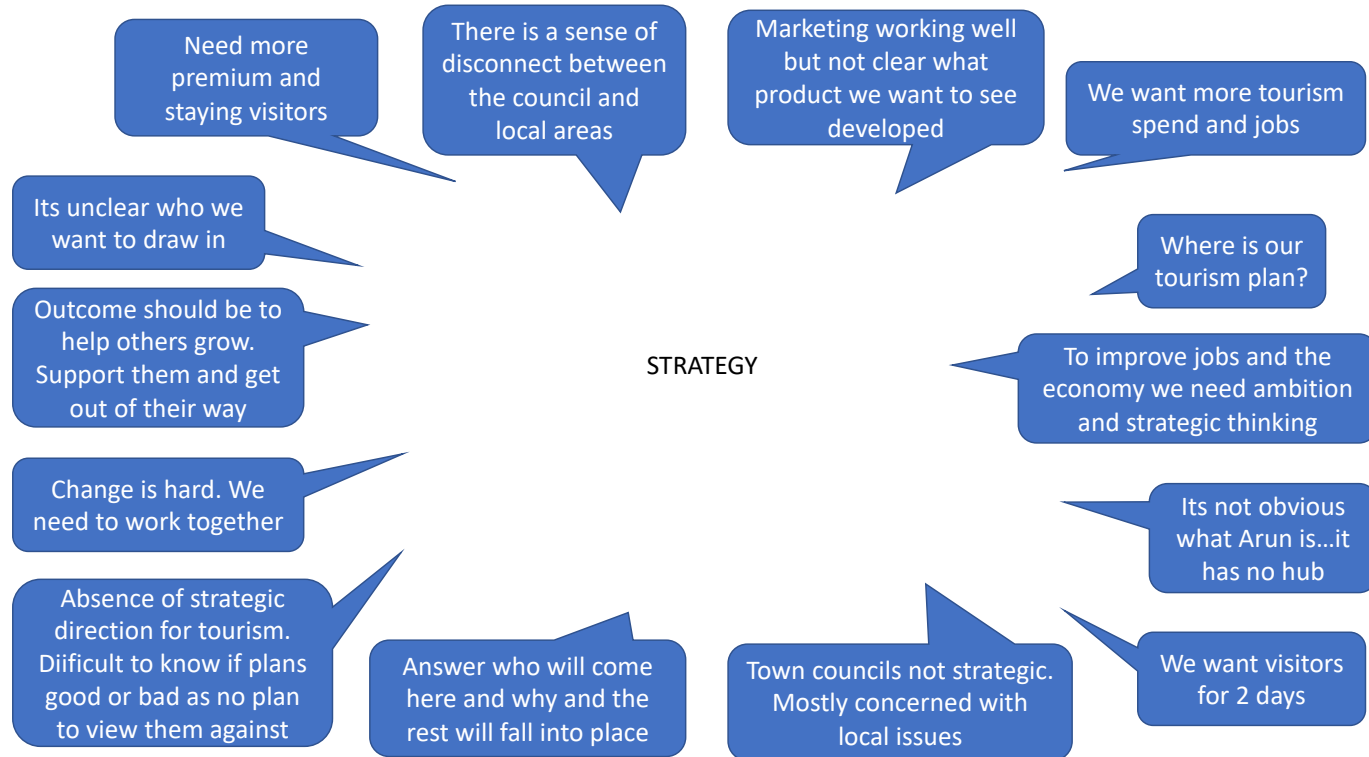 Need more
premium and
staying visitors
There is a sense of
disconnect between
the council and
local areas
Marketing working well
but not clear what
product we want to see
developed
We want more tourism
spend and jobs
Its unclear who we
want to draw in
Where is our
tourism plan?
Outcome should be to
help others grow.
Support them and get
out of their way
STRATEGY
To improve jobs and the
economy we need ambition
and strategic thinking
Change is hard. We
need to work together
Its not obvious
what Arun is...it
has no hub
Absence of strategic
direction for tourism.
Diificult to know if plans
good or bad as no plan
to view them against
Answer who will come
here and why and the
rest will fall into place
Town councils not strategic.
Mostly concerned with
local issues
We want visitors
for 2 days